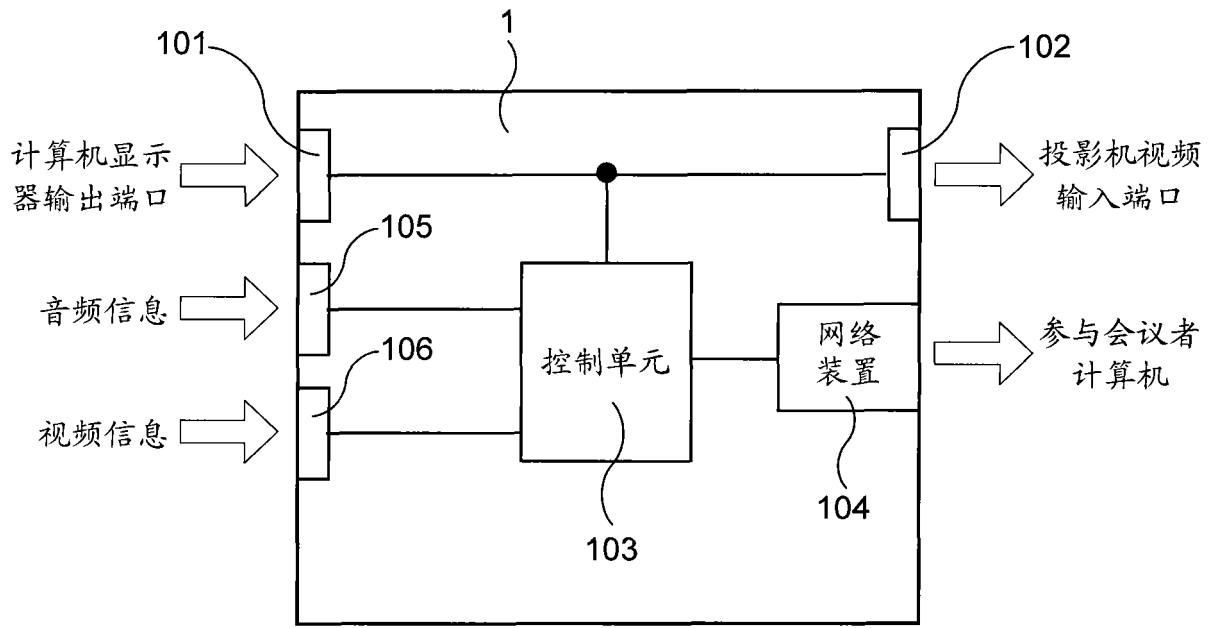 1
101
102
计算机显示
器输出端口
投影机视频
输入端口
105
音频信息
106
视频信息
控制单元
网络
装置
参与会议者
计算机
104
103